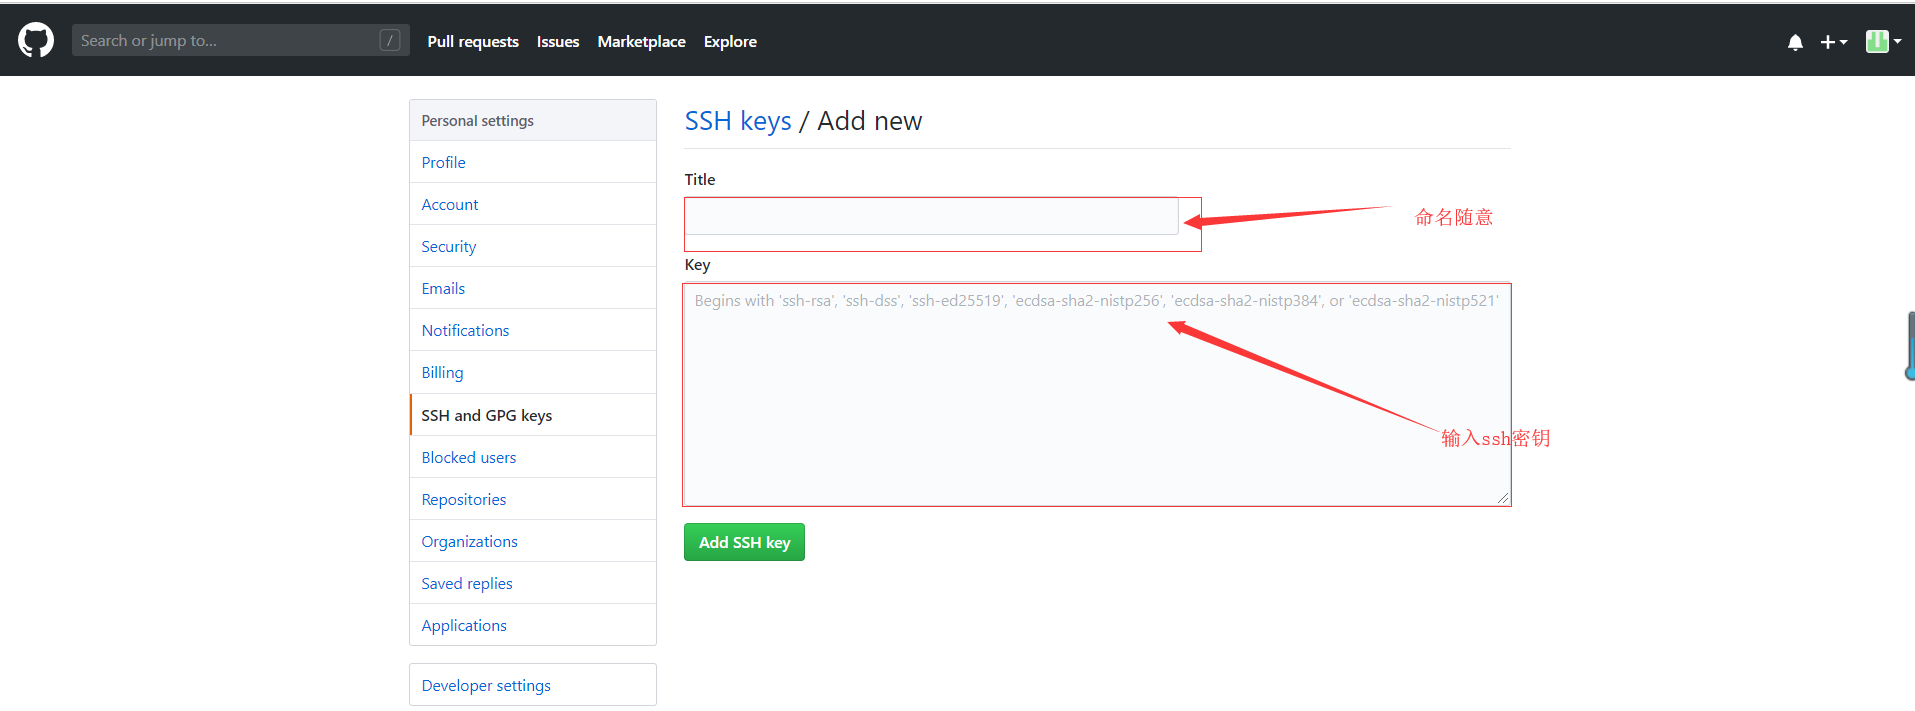 Search or jump to... /
Pull requests Issues Marketplace Explore
Personal settings
Profile
Account
Security
Emails
Notifications
Billing
SSH and GPG keys
Blocked users
Repositories
Organizations
Saved replies
Applications
Developer settings
SSH keys / Add new
Title
命名随意
Key
Begins with 'ssh-rsa', 'ssh-dss', 'ssh-ed25519', 'ecdsa-sha2-nistp256', 'ecdsa-sha2-nistp384', or 'ecdsa-sha2-nistp521'
输入ssh密钥
Add SSH key